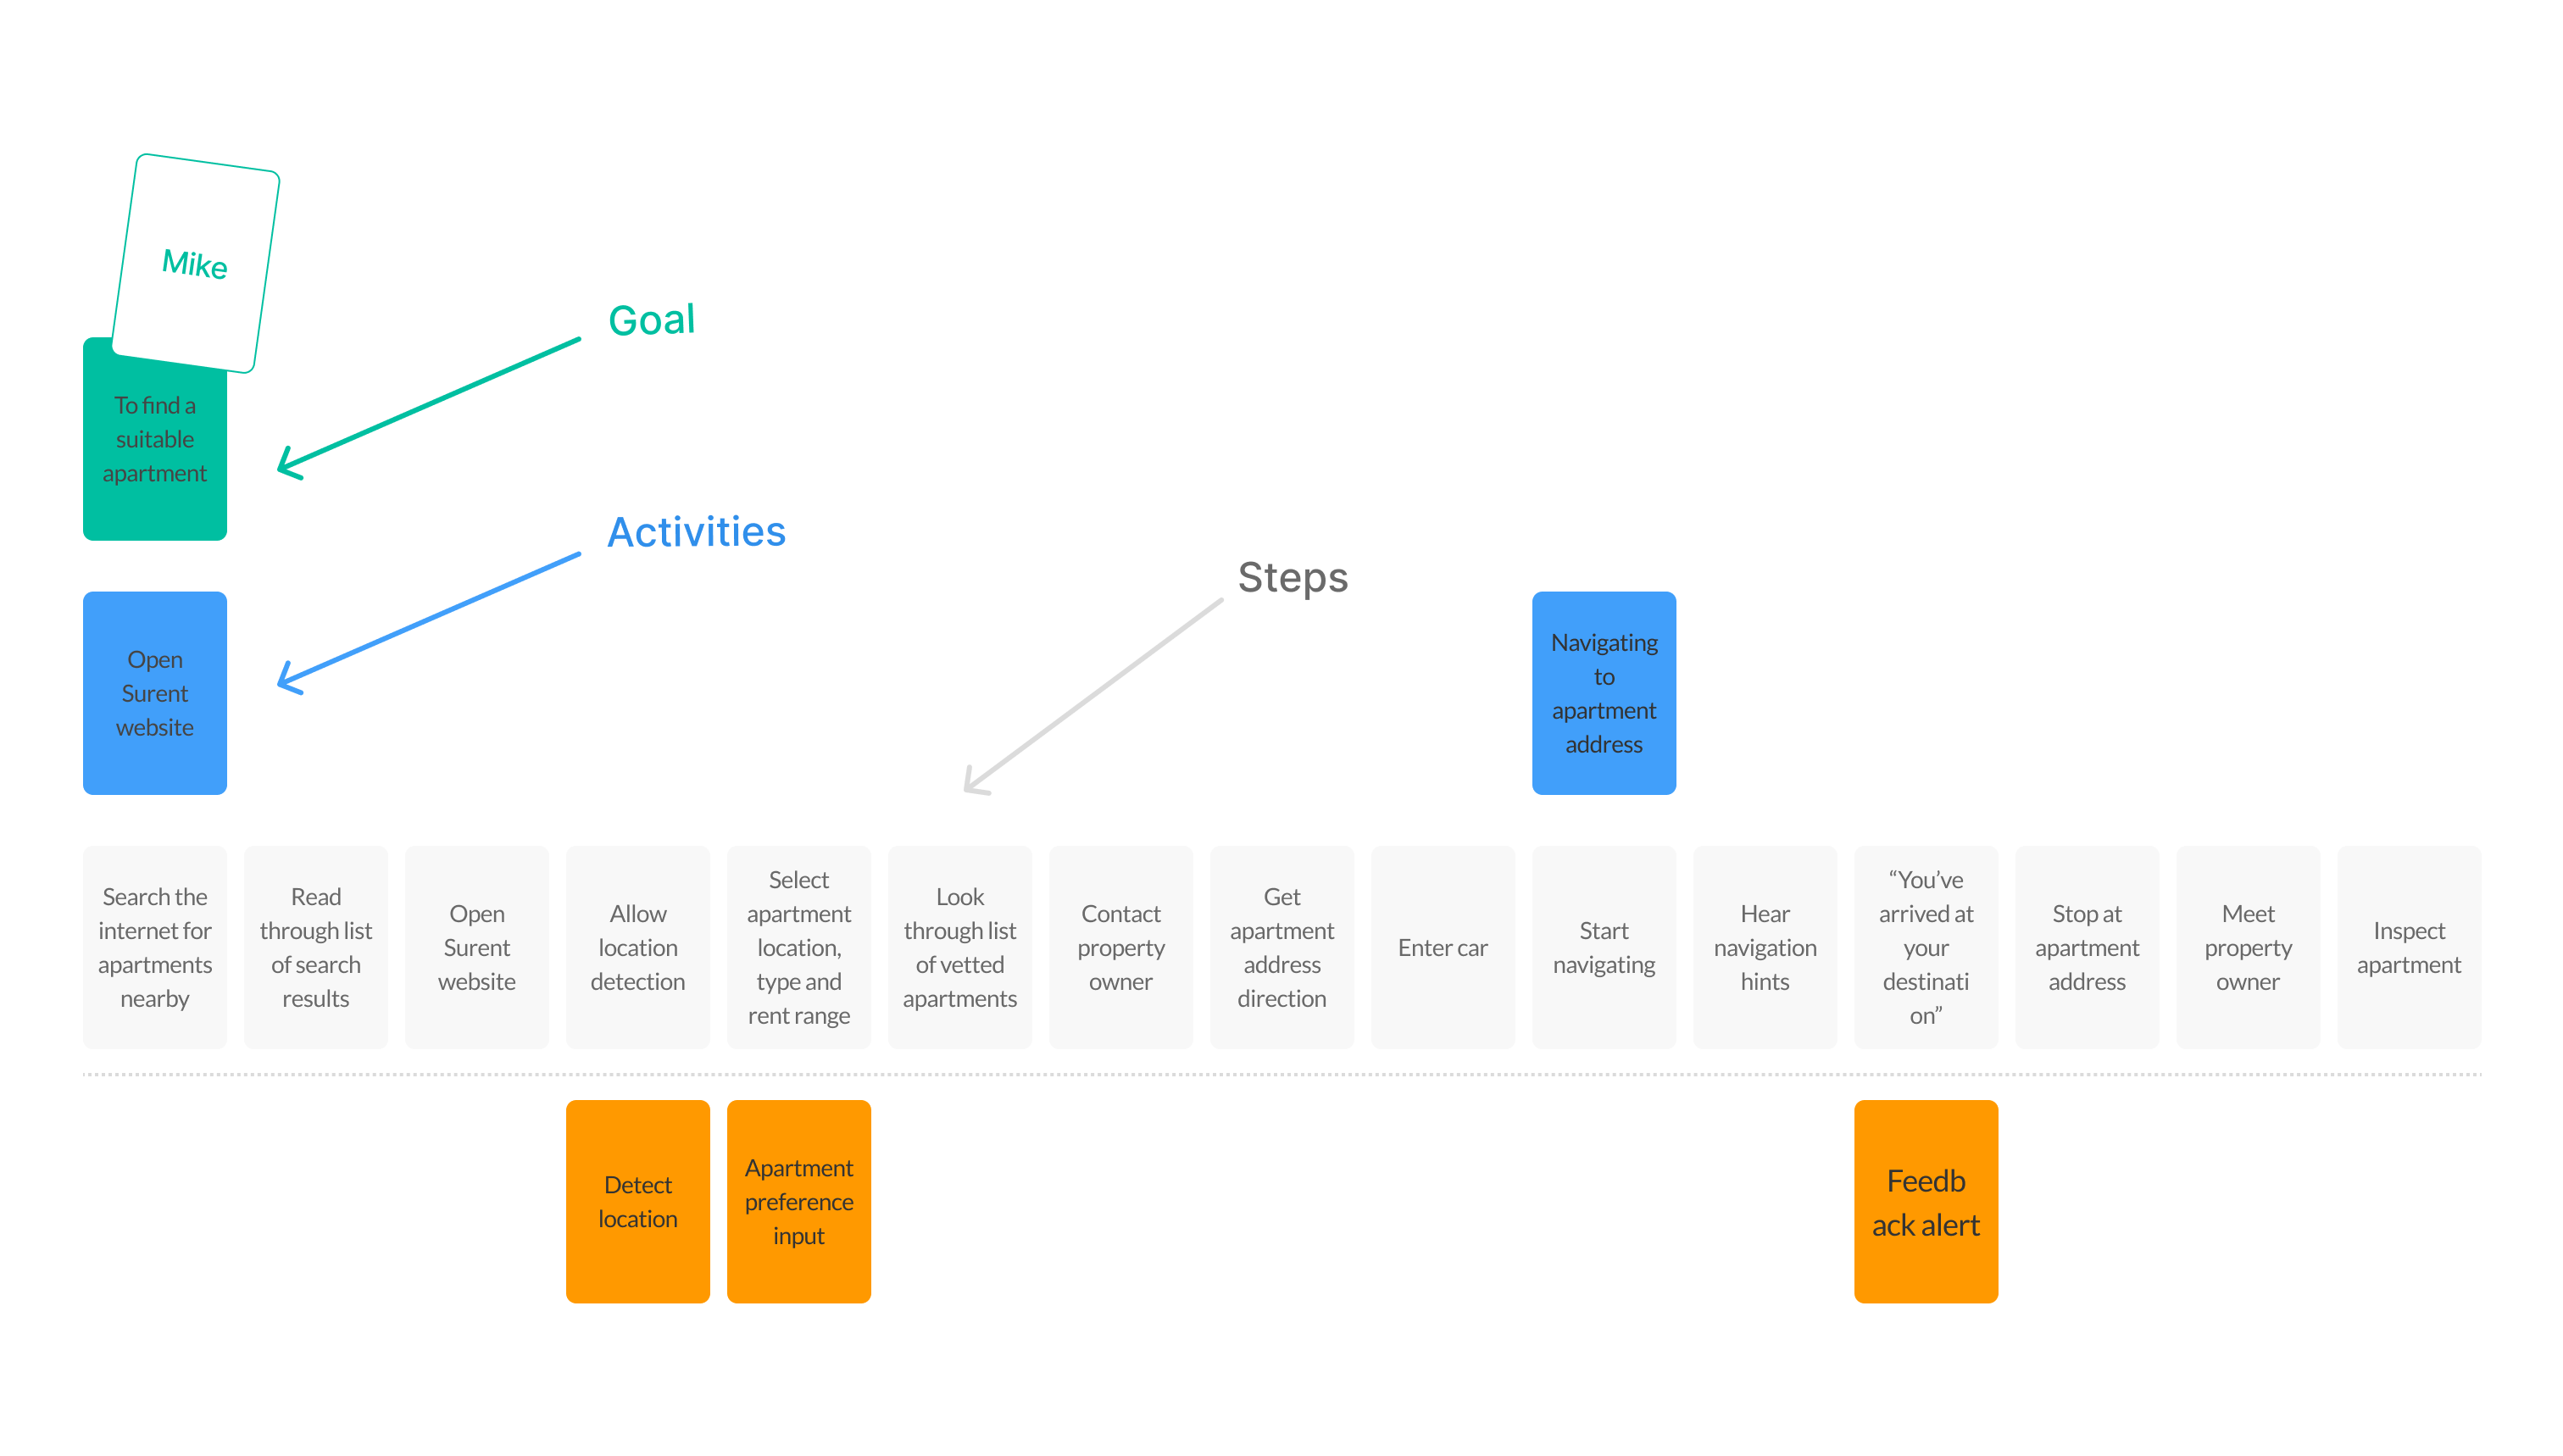 Mike
Goal
To find a
suitable
apartment
Activities
Steps
Open
Surent
website
Navigating
to
apartment
address
Search the
internet for
apartments
nearby
Read
through list
of search
results
Open
Surent
website
Allow
location
detection
Select
apartment
location,
type and
rent range
Look
through list
of vetted
apartments
Contact
property
owner
Get
apartment
address
direction
Enter car
Start
navigating
Hear
navigation
hints
“You’ve
arrived at
your
destinati
on”
Stop at
apartment
address
Meet
property
owner
Inspect
apartment
Detect
location
Apartment
preference
input
Feedb
ack alert